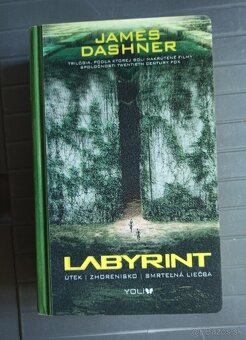 JAMES
DASHNER
TRILÓGIA, PODĽA KTOREJ BOLI NAKRÚTENÉ FILMY
SPOLOČNOSTI TWENTIETH CENTURY FOX
LABYRINT
ÚTEK | ZHORENISKO | SMRTEĽNÁ LIEČBA
YOLI